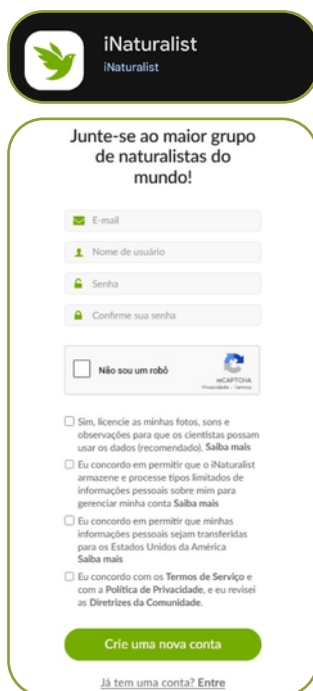 iNaturalist
iNaturalist
Junte-se ao maior grupo
de naturalistas do
mundo!
E-mail
Nome de usuário
Senha
Confirme sua senha
Não sou um robô
reCAPTCHA
Privacidade - Termos
Sim, licencie as minhas fotos, sons e
observações para que os cientistas possam
usar os dados (recomendado). Saiba mais
Eu concordo em permitir que o iNaturalist
armazene e processe tipos limitados de
informações pessoais sobre mim para
gerenciar minha conta Saiba mais
Eu concordo em permitir que minhas
informações pessoais sejam transferidas
para os Estados Unidos da América
Saiba mais
Eu concordo com os Termos de Serviço e
com a Política de Privacidade, e eu revisei
as Diretrizes da Comunidade.
Crie uma nova conta
Já tem uma conta? Entre